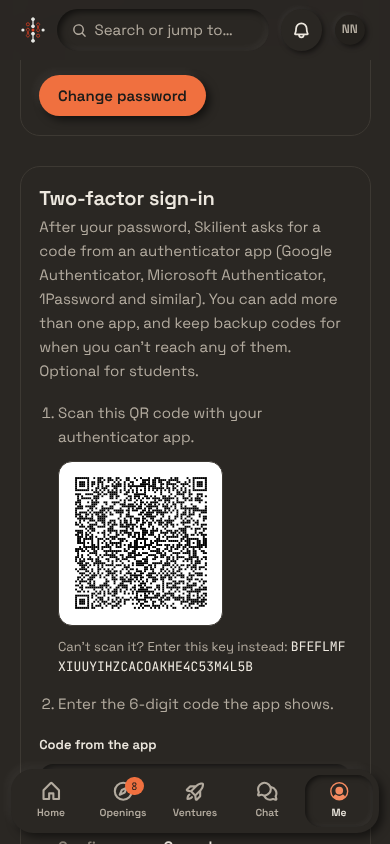 Search or jump to...
NN
Change password
Two-factor sign-in
After your password, Skilient asks for a
code from an authenticator app (Google
Authenticator, Microsoft Authenticator,
1Password and similar). You can add more
than one app, and keep backup codes for
when you can't reach any of them.
Optional for students.
1. Scan this QR code with your
authenticator app.
Can't scan it? Enter this key instead: BFEFLMF
XIUUYIHZCACOAKHE4C53M4L5B
2. Enter the 6-digit code the app shows.
Code from the app
8
Home
Openings
Ventures
Chat
Me